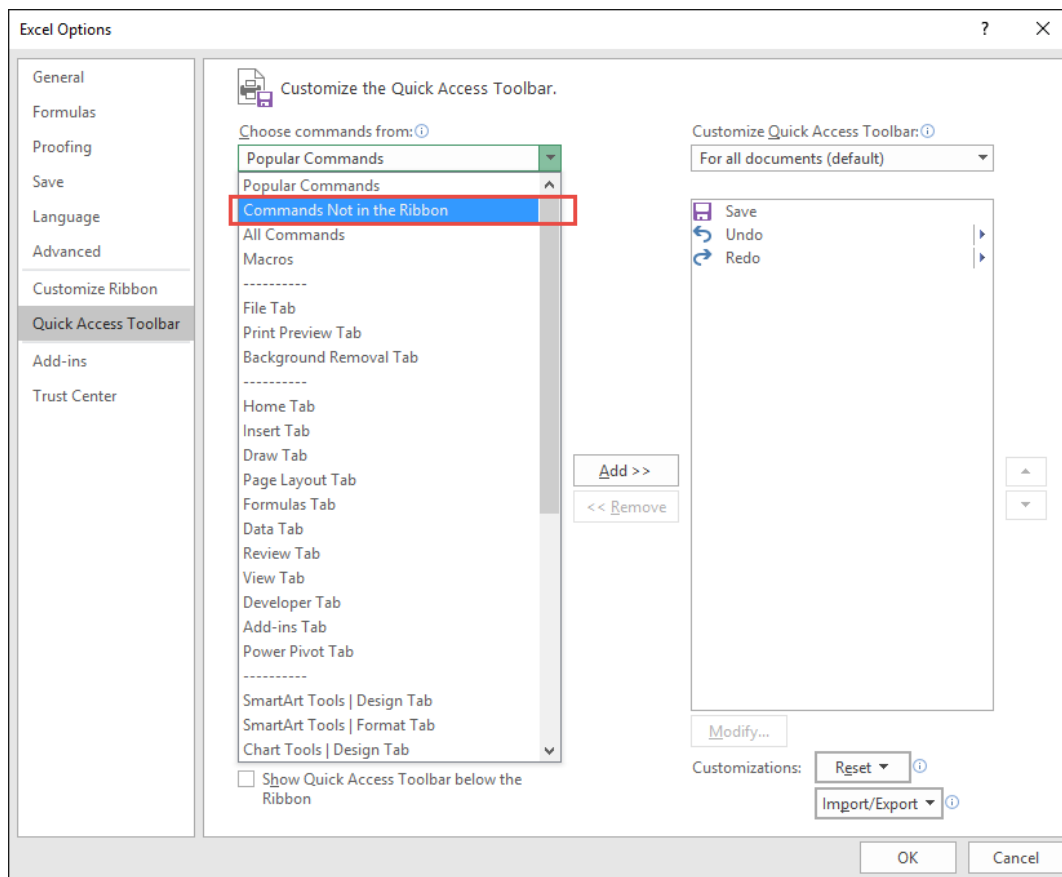 Excel Options
?
General
Formulas
Proofing
Save
Language
Advanced
Customize Ribbon
Quick Access Toolbar
Add-ins
Trust Center
Customize the Quick Access Toolbar.
Choose commands from:
Popular Commands
Popular Commands
Commands Not in the Ribbon
All Commands
Macros
----------
File Tab
Print Preview Tab
Background Removal Tab
----------
Home Tab
Insert Tab
Draw Tab
Page Layout Tab
Formulas Tab
Data Tab
Review Tab
View Tab
Developer Tab
Add-ins Tab
Power Pivot Tab
----------
SmartArt Tools | Design Tab
SmartArt Tools | Format Tab
Chart Tools | Design Tab
Show Quick Access Toolbar below the
Ribbon
Add >>
<< Remove
Customize Quick Access Toolbar:
For all documents (default)
Save
Undo
Redo
Modify...
Customizations:
Reset
Import/Export
OK
Cancel